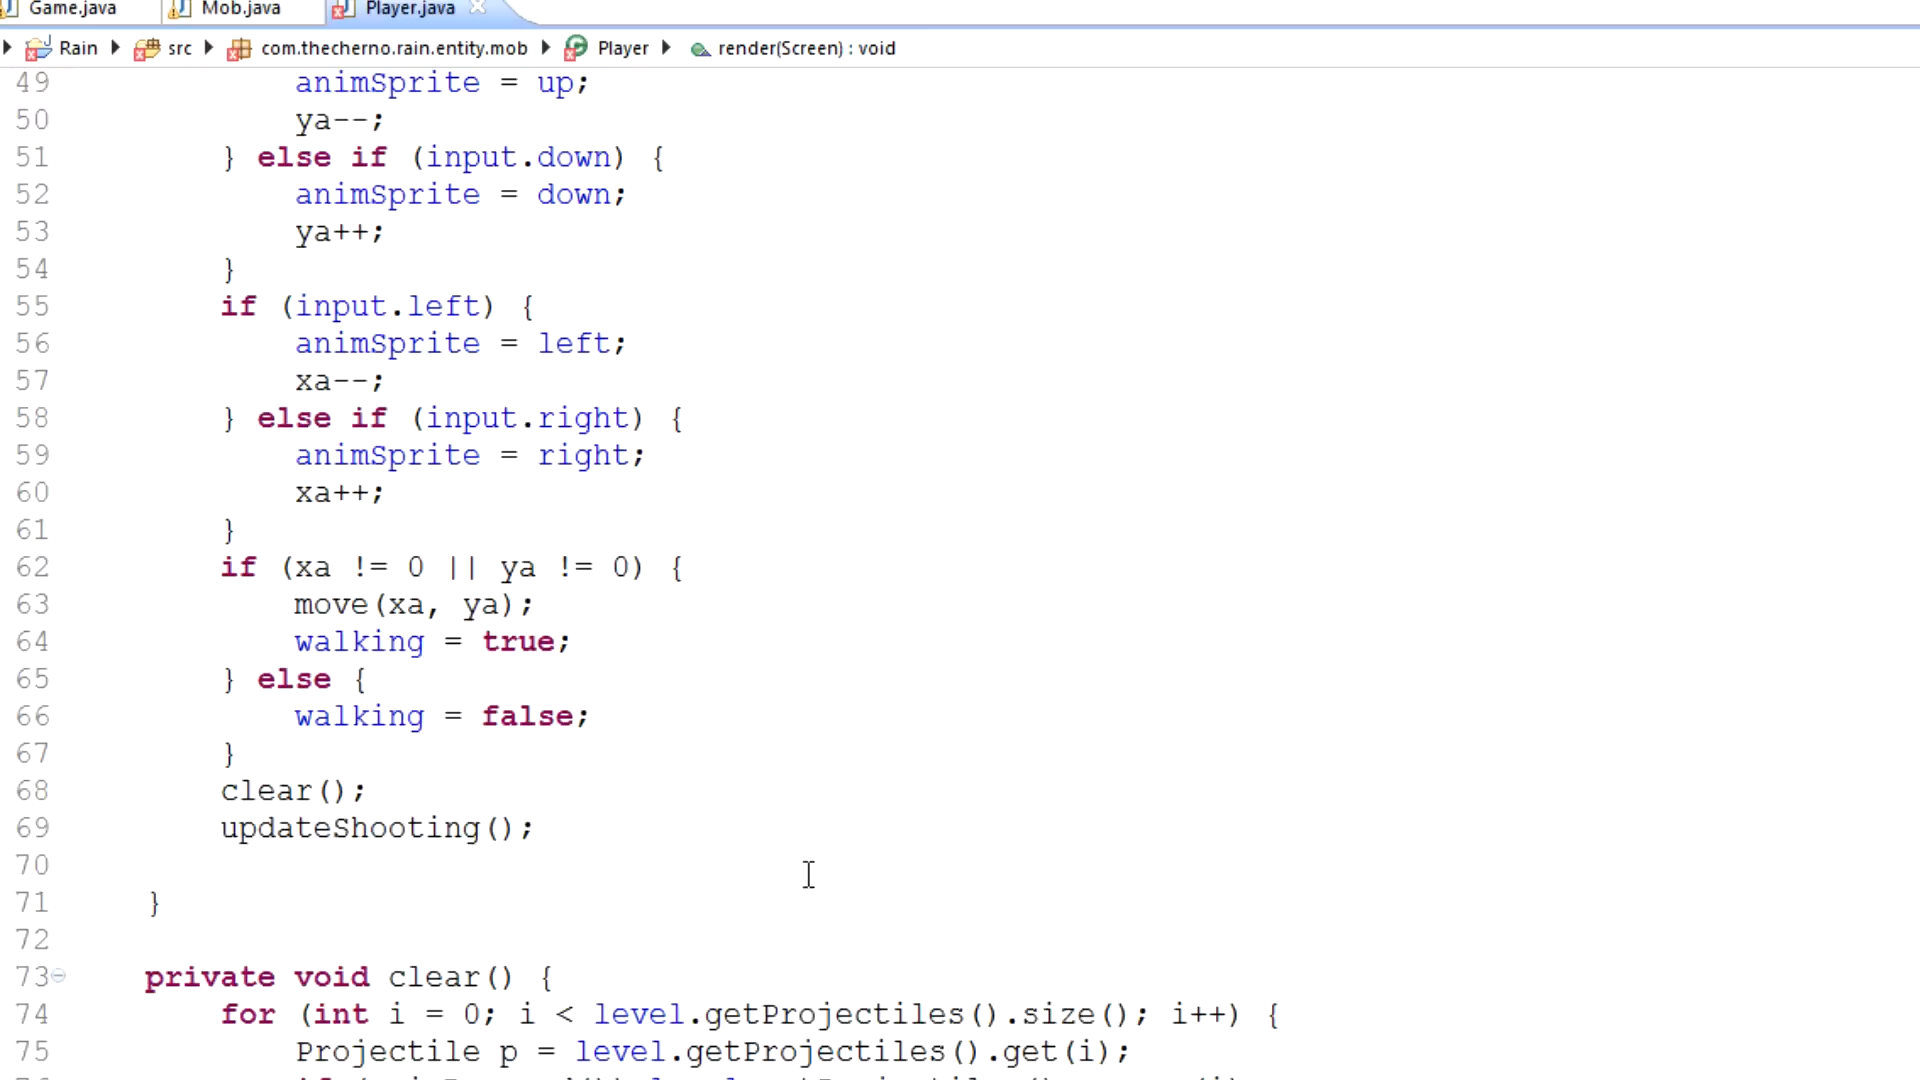 Game.java Mob.java Player.java
Rain src com.thecherno.rain.entity.mob Player render(Screen) : void
49 animSprite = up;
50 ya--;
51 } else if (input.down) {
52 animSprite = down;
53 ya++;
54 }
55 if (input.left) {
56 animSprite = left;
57 xa--;
58 } else if (input.right) {
59 animSprite = right;
60 xa++;
61 }
62 if (xa != 0 || ya != 0) {
63 move(xa, ya);
64 walking = true;
65 } else {
66 walking = false;
67 }
68 clear();
69 updateShooting();
70
71 }
72
73 private void clear() {
74 for (int i = 0; i < level.getProjectiles().size(); i++) {
75 Projectile p = level.getProjectiles().get(i);